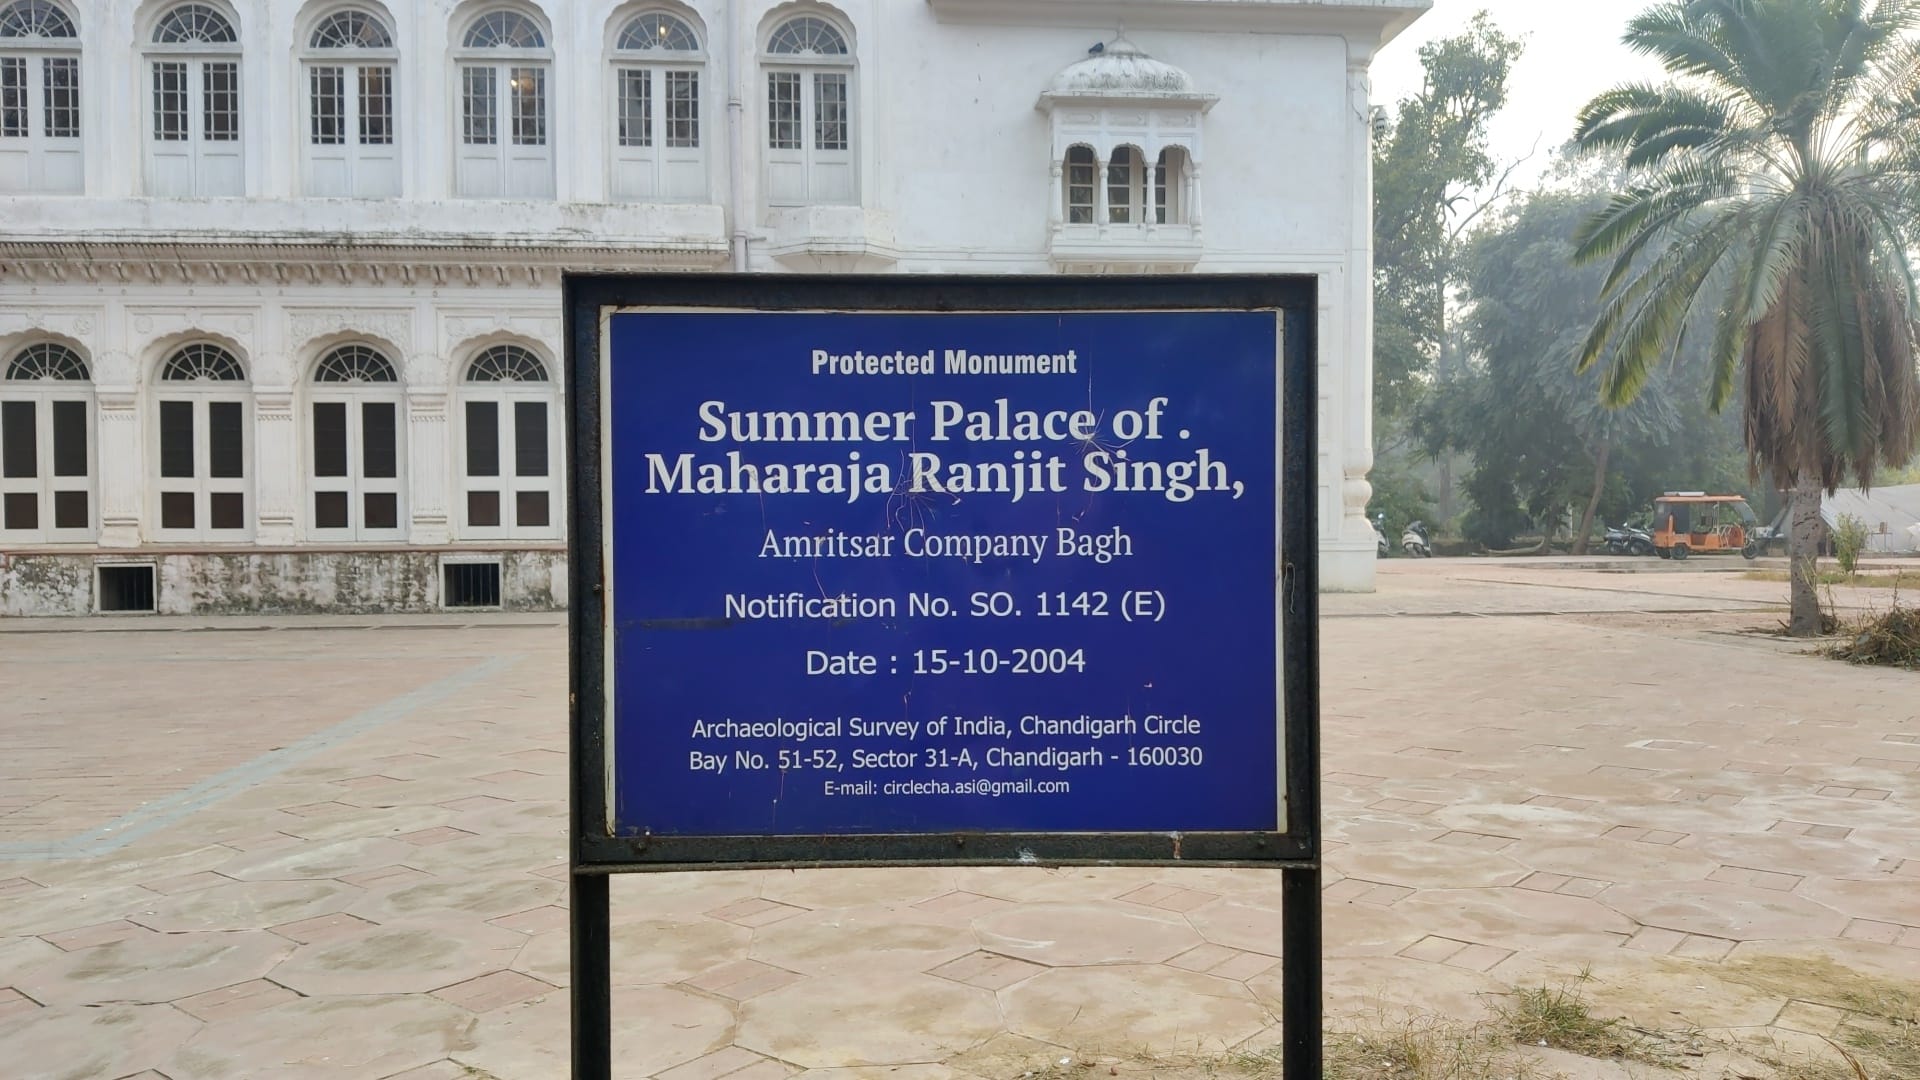 Protected Monument
Summer Palace of .
Maharaja Ranjit Singh,
Amritsar Company Bagh
Notification No. SO. 1142 (E)
Date : 15-10-2004
Archaeological Survey of India, Chandigarh Circle
Bay No. 51-52, Sector 31-A, Chandigarh - 160030
E-mail: circlecha.asi@gmail.com